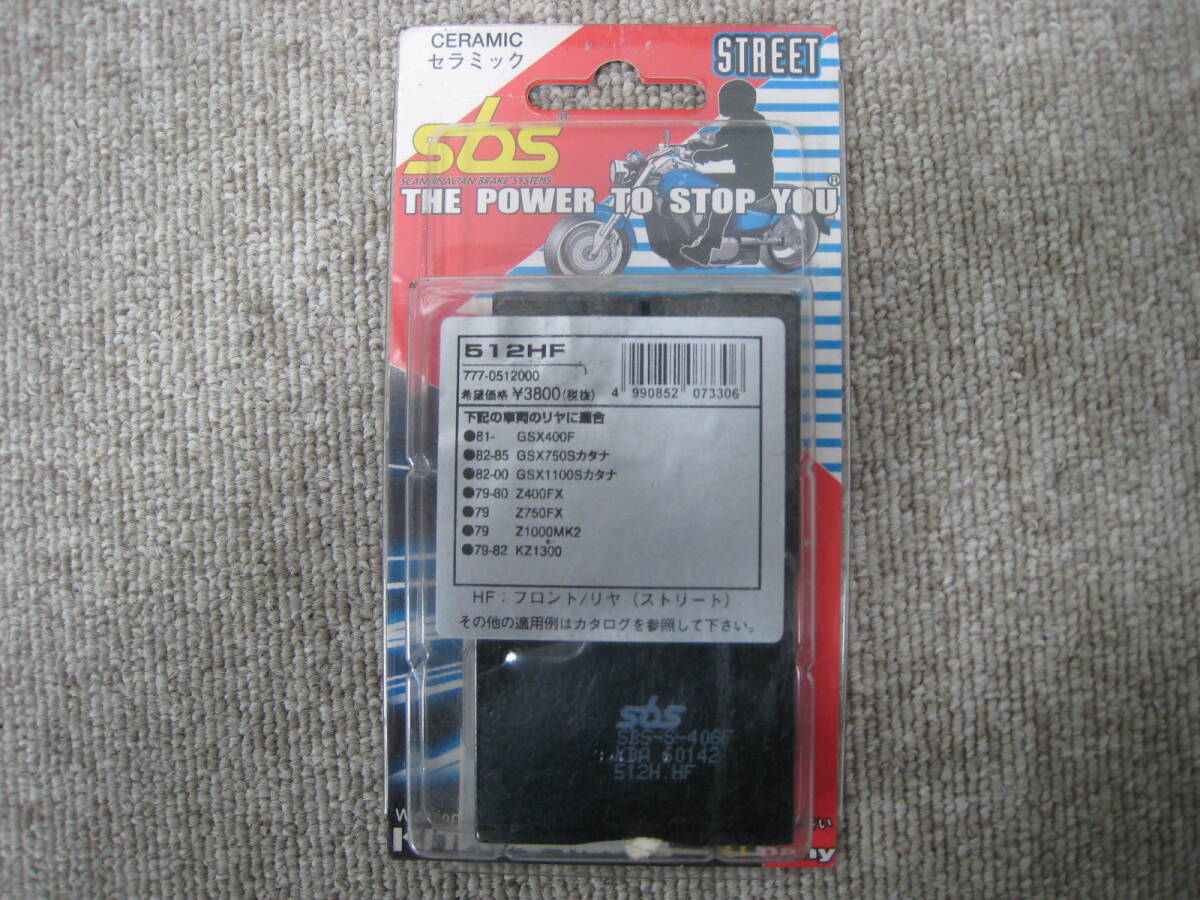 CERAMIC
セラミック
STREET
sbs®
SCANDINAVIAN BRAKE SYSTEMS
THE POWER TO STOP YOU®
512HF
777-0512000
希望価格 ¥3800(税抜)
4 990852 073306
下記の車両のリヤに適合
●81- GSX400F
●82-85 GSX750Sカタナ
●82-00 GSX1100Sカタナ
●79-80 Z400FX
●79 Z750FX
●79 Z1000MK2
●79-82 KZ1300
HF：フロント/リヤ（ストリート）
その他の適用例はカタログを参照して下さい。
sbs
SBS-S-406F
KBA 60142
512H.HF